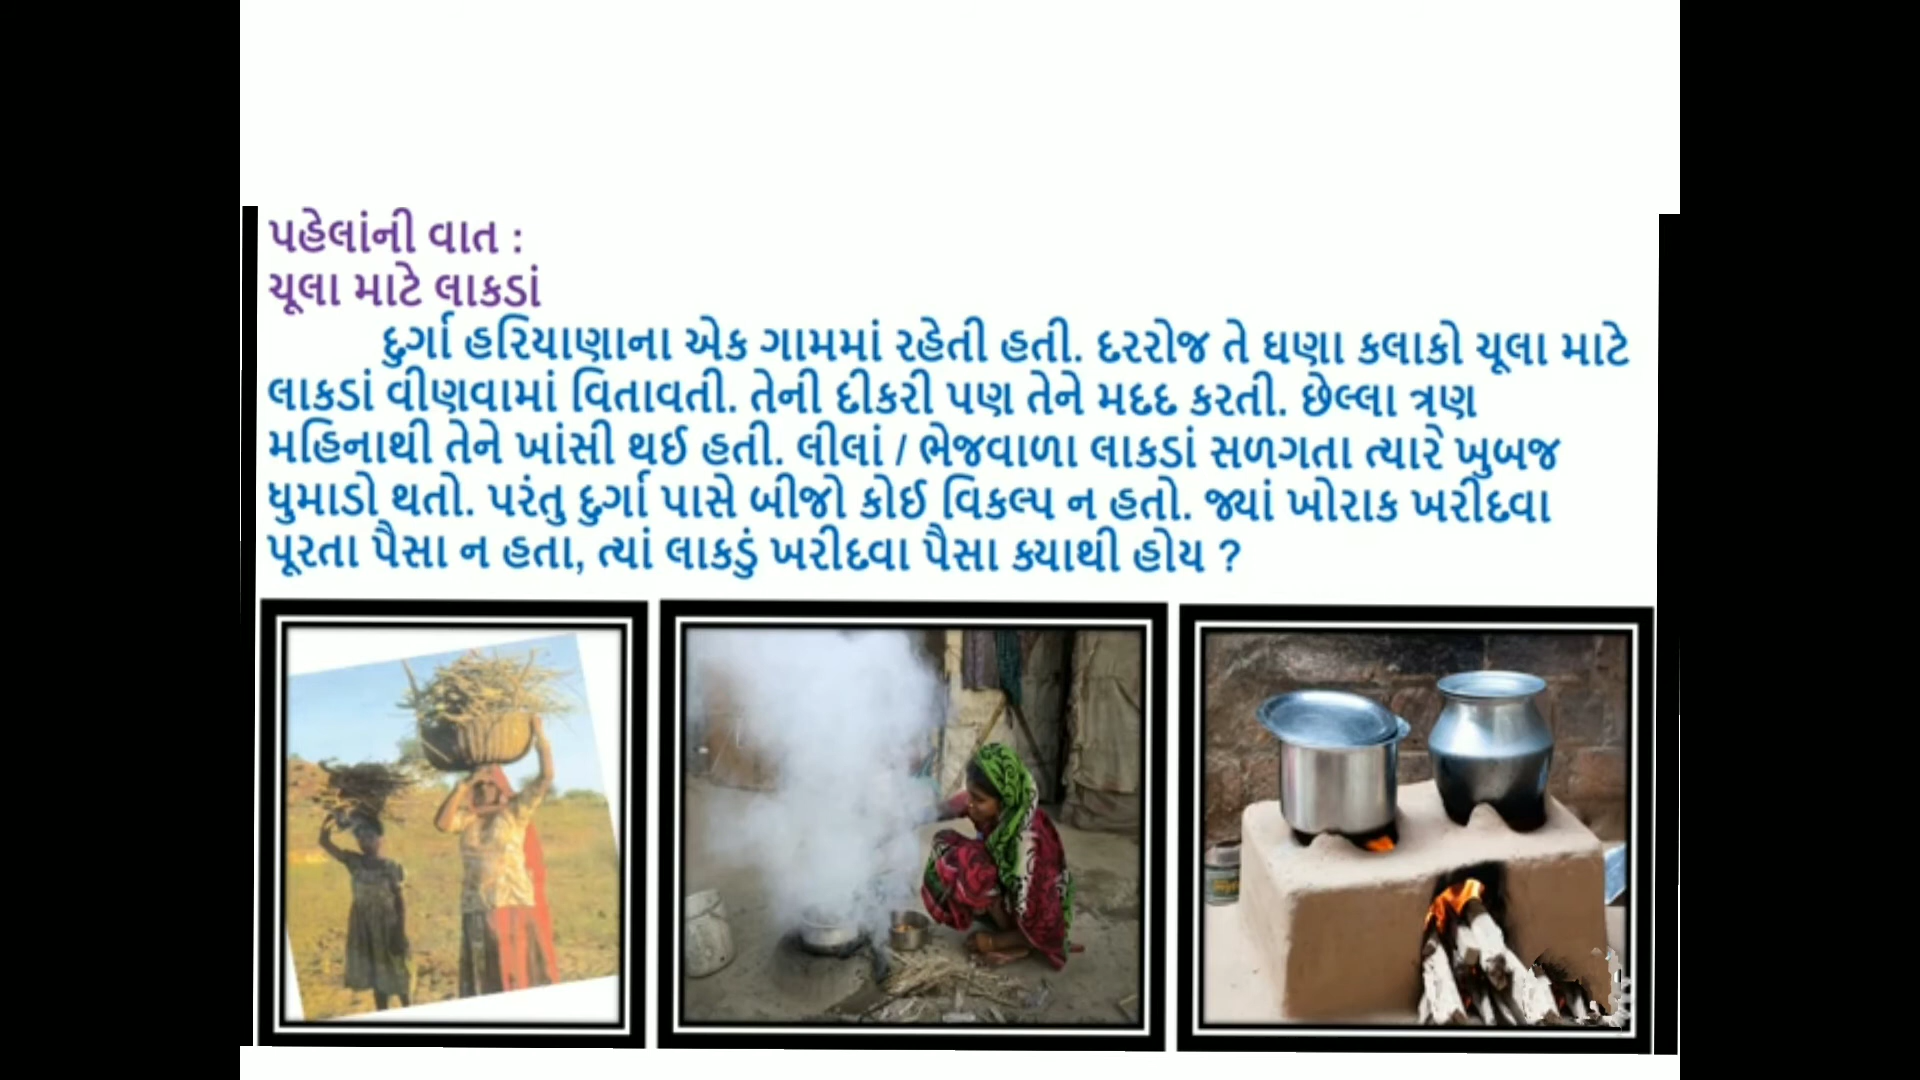 પહેલાંની વાત :
ચૂલા માટે લાકડાં
દુર્ગા હરિયાણાના એક ગામમાં રહેતી હતી. દરરોજ તે ઘણા કલાકો ચૂલા માટે
લાકડાં વીણવામાં વિતાવતી. તેની દીકરી પણ તેને મદદ કરતી. છેલ્લા ત્રણ
મહિનાથી તેને ખાંસી થઈ હતી. લીલાં / ભેજવાળા લાકડાં સળગતા ત્યારે ખુબજ
ધુમાડો થતો. પરંતુ દુર્ગા પાસે બીજો કોઈ વિકલ્પ ન હતો. જ્યાં ખોરાક ખરીદવા
પૂરતા પૈસા ન હતા, ત્યાં લાકડું ખરીદવા પૈસા ક્યાથી હોય ?